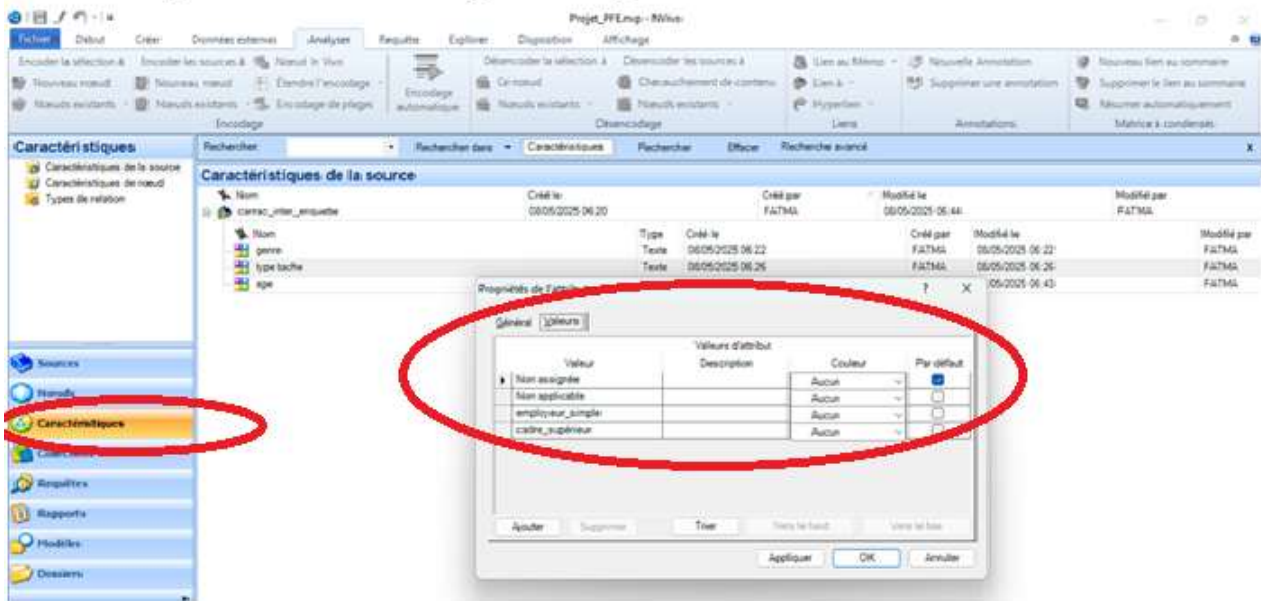 Projet_PFE.nvp - NVivo
Fichier Début Créer Données externes Analyser Requête Explorer Disposition Affichage
Encoder la sélection à Encoder les sources à Nœud In Vivo Désencoder la sélection à Désencoder les sources à Lien au Mémo Nouvelle Annotation Nouveau lien au sommaire
Nouveau nœud Nouveau nœud Étendre l'encodage Encodage Ce nœud Chevauchement de contenu Lien à Supprimer une annotation Supprimer le lien au sommaire
Nœuds existants Nœuds existants Encodage de plages automatique Nœuds existants Nœuds existants Hyperlien Résumer automatiquement
Encodage Désencodage Liens Annotations Matrice à condensés
Caractéristiques Rechercher Rechercher dans Caractéristiques Rechercher Effacer Recherche avancé X
Caractéristiques de la source
Caractéristiques de nœud
Types de relation
Caractéristiques de la source
Nom Créé le Créé par Modifié le Modifié par
carrac_inter_enquette 08/05/2025 06:20 FATMA 08/05/2025 06:44 FATMA
Nom Type Créé le Créé par Modifié le Modifié par
genre Texte 08/05/2025 06:22 FATMA 08/05/2025 06:22 FATMA
type tache Texte 08/05/2025 06:26 FATMA 08/05/2025 06:26 FATMA
age /05/2025 06:43 FATMA
Propriétés de l'attribut ? X
Général Valeurs
Valeurs d'attribut
Valeur Description Couleur Par défaut
Non assignée Aucun
Non applicable Aucun
employeur_simple Aucun
cadre_supérieur Aucun
Ajouter Supprimer Trier Vers le haut Vers le bas
Appliquer OK Annuler
Sources
Nœuds
Caractéristiques
Collections
Requêtes
Rapports
Modèles
Dossiers